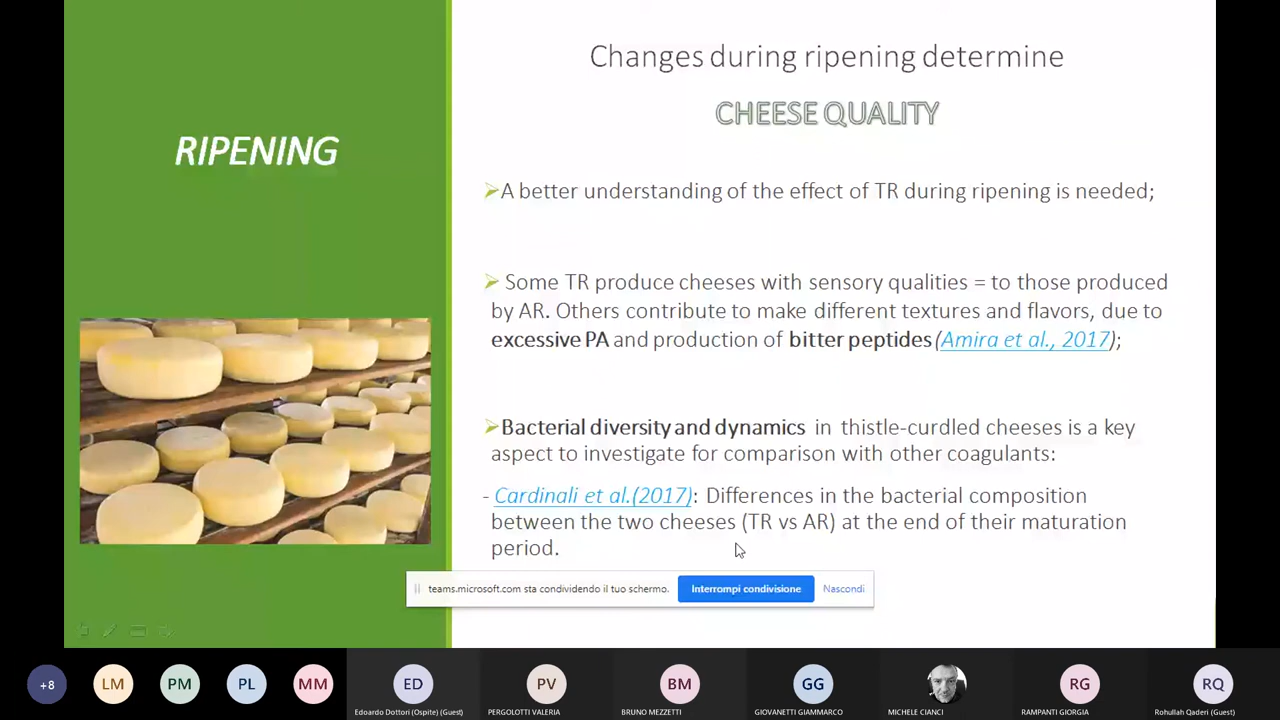 Changes during ripening determine
CHEESE QUALITY
RIPENING
➢A better understanding of the effect of TR during ripening is needed;
➢ Some TR produce cheeses with sensory qualities = to those produced
by AR. Others contribute to make different textures and flavors, due to
excessive PA and production of bitter peptides (Amira et al., 2017);
➢Bacterial diversity and dynamics in thistle-curdled cheeses is a key
aspect to investigate for comparison with other coagulants:
- Cardinali et al.(2017): Differences in the bacterial composition
between the two cheeses (TR vs AR) at the end of their maturation
period.
teams.microsoft.com sta condividendo il tuo schermo. Interrompi condivisione Nascondi
+8 LM PM PL MM ED PV BM GG RG RQ
Edoardo Dottori (Ospite) (Guest) PERGOLOTTI VALERIA BRUNO MEZZETTI GIOVANETTI GIAMMARCO MICHELE CIANCI RAMPANTI GIORGIA Rohullah Qaderi (Guest)